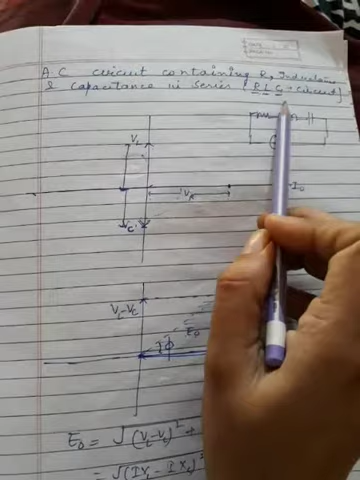 A.C circuit containing R, Inductance
& capacitance in series [RLC - circuit]
VL
VR
I0
VC
VL-VC
E0
ϕ
E0 = √(VL-VC)² +
= √(IXL - IXC)²